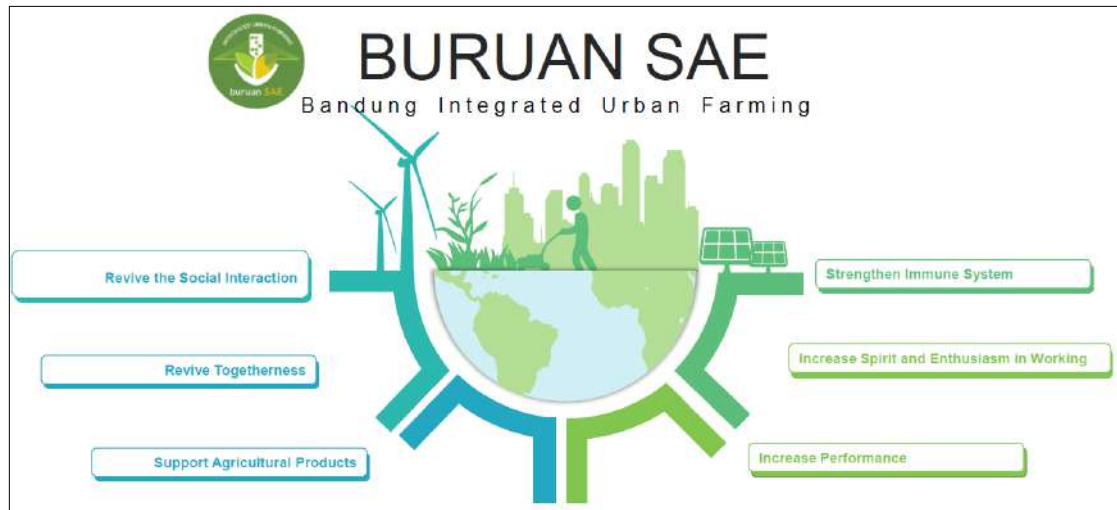 BURUAN SAE
Bandung Integrated Urban Farming
buruan SAE
Revive the Social Interaction
Revive Togetherness
Support Agricultural Products
Strengthen Immune System
Increase Spirit and Enthusiasm in Working
Increase Performance